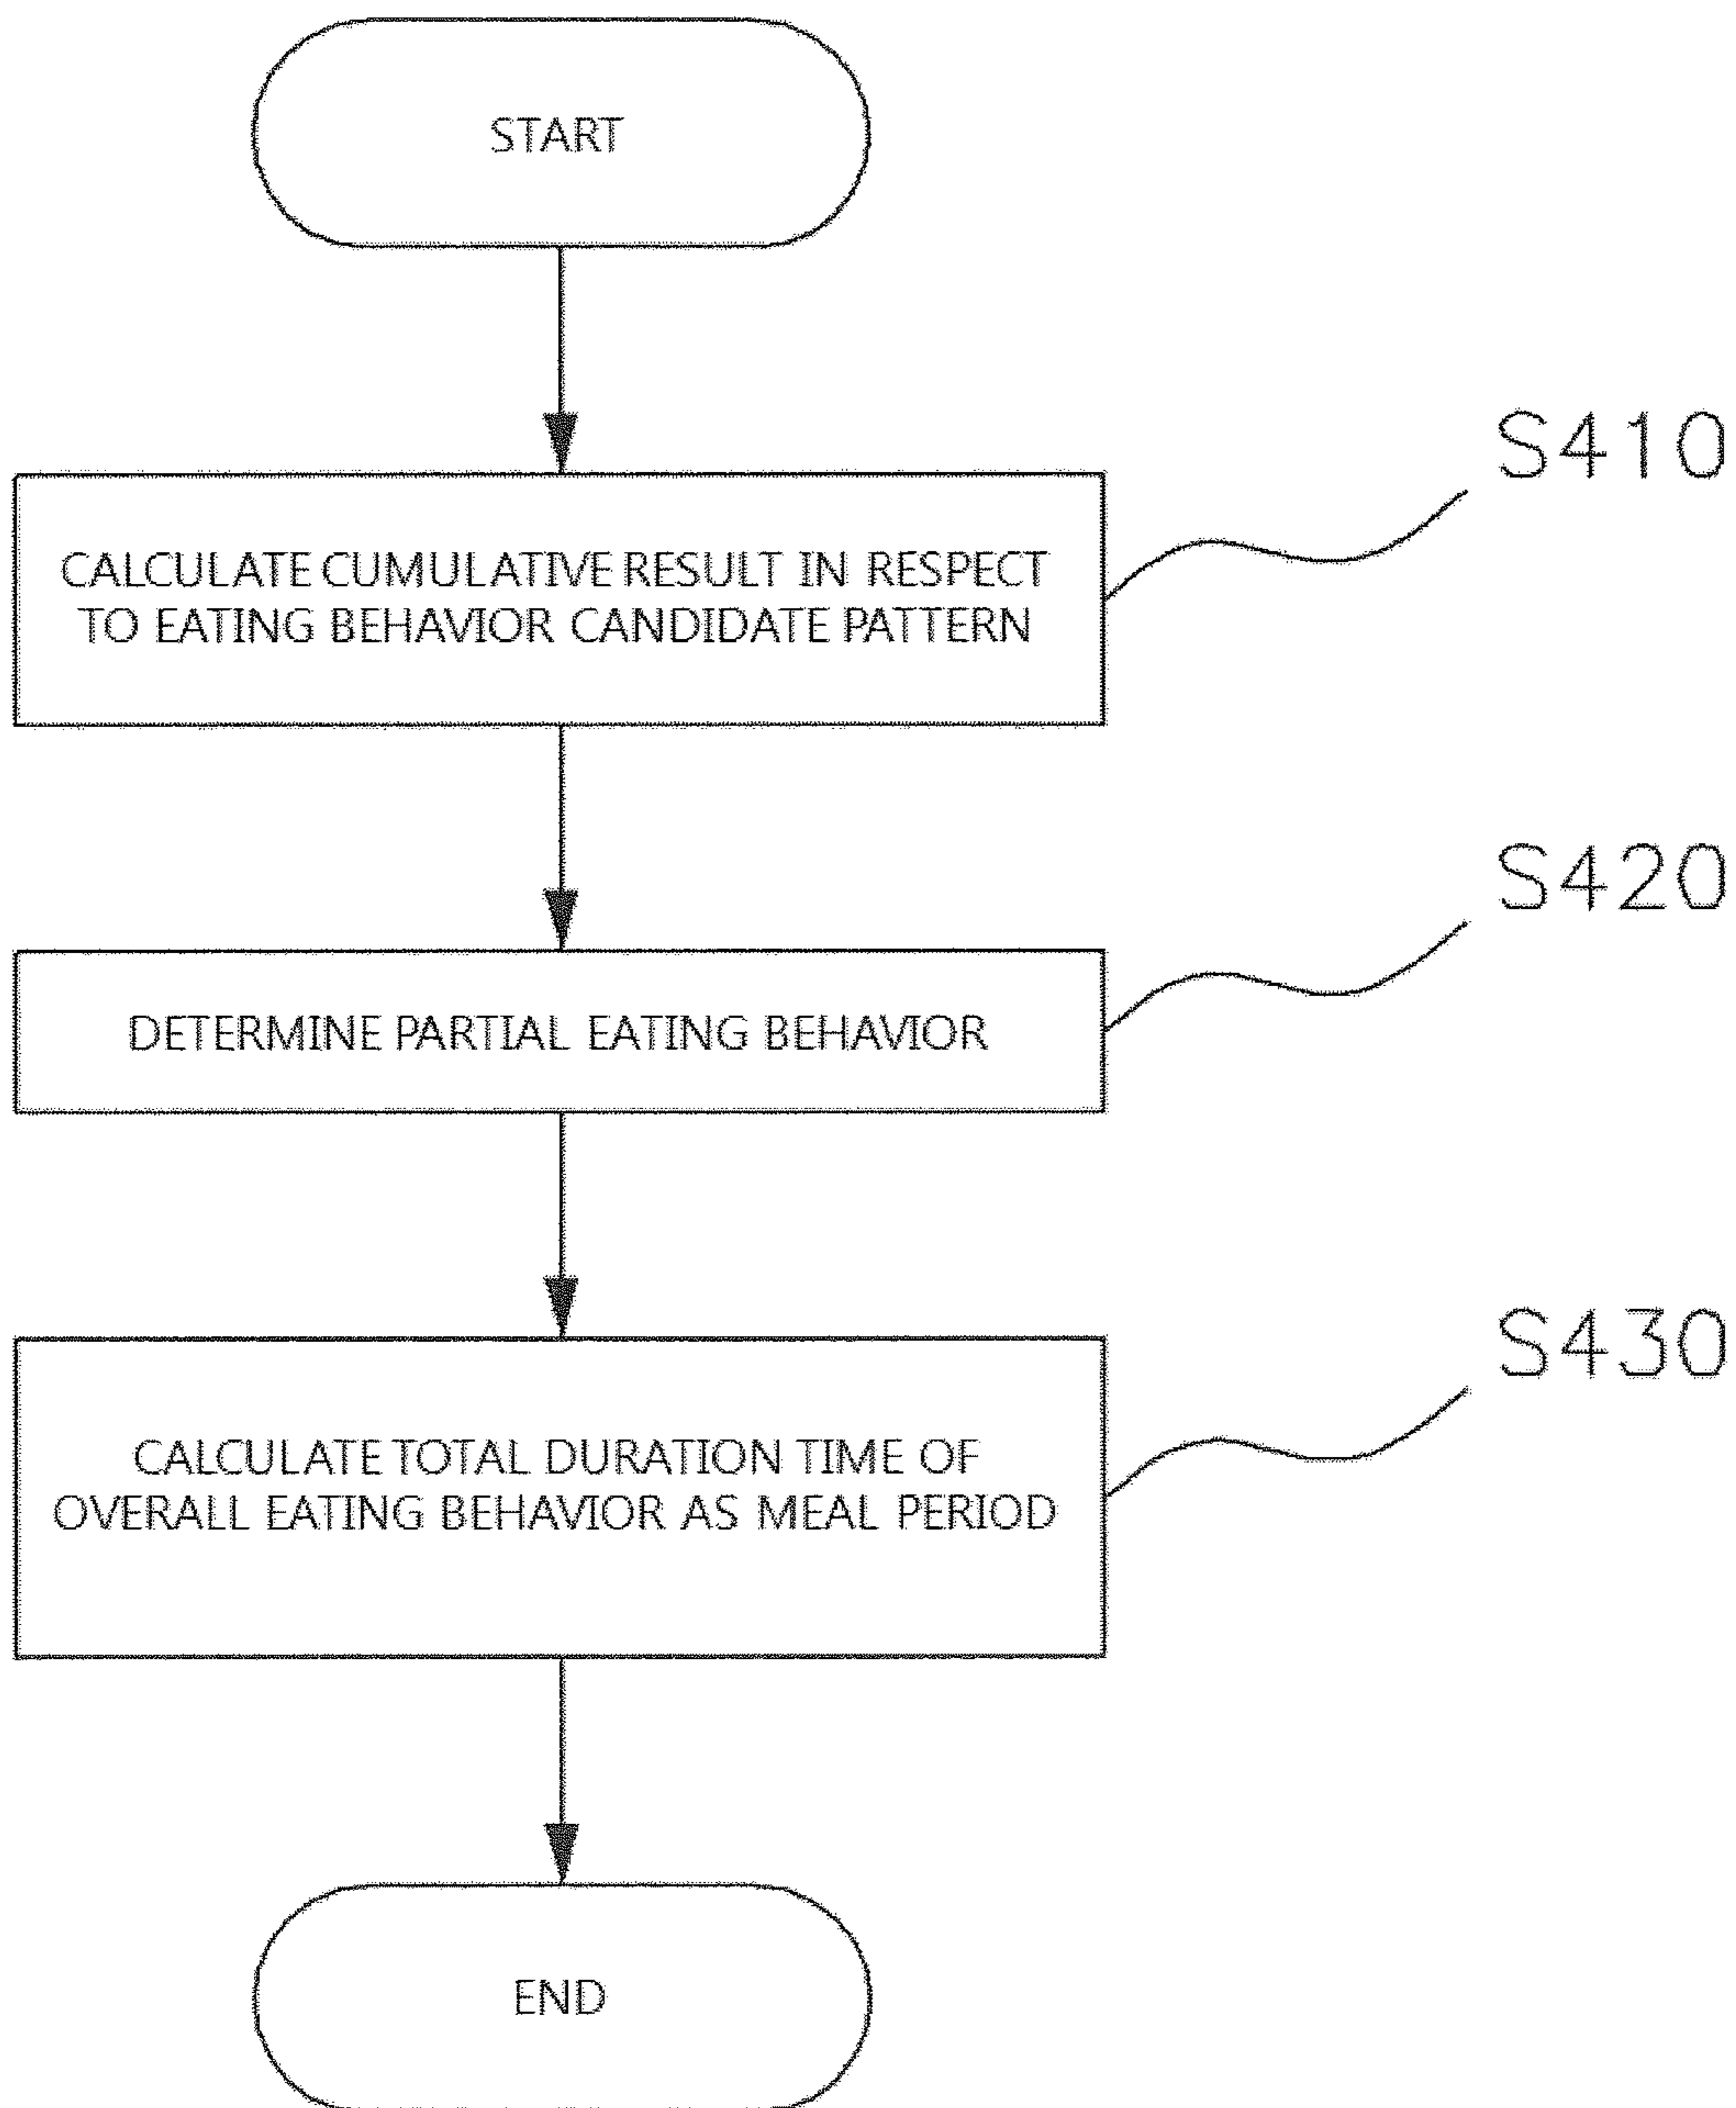 START
S410
CALCULATE CUMULATIVE RESULT IN RESPECT
TO EATING BEHAVIOR CANDIDATE PATTERN
S420
DETERMINE PARTIAL EATING BEHAVIOR
S430
CALCULATE TOTAL DURATION TIME OF
OVERALL EATING BEHAVIOR AS MEAL PERIOD
END